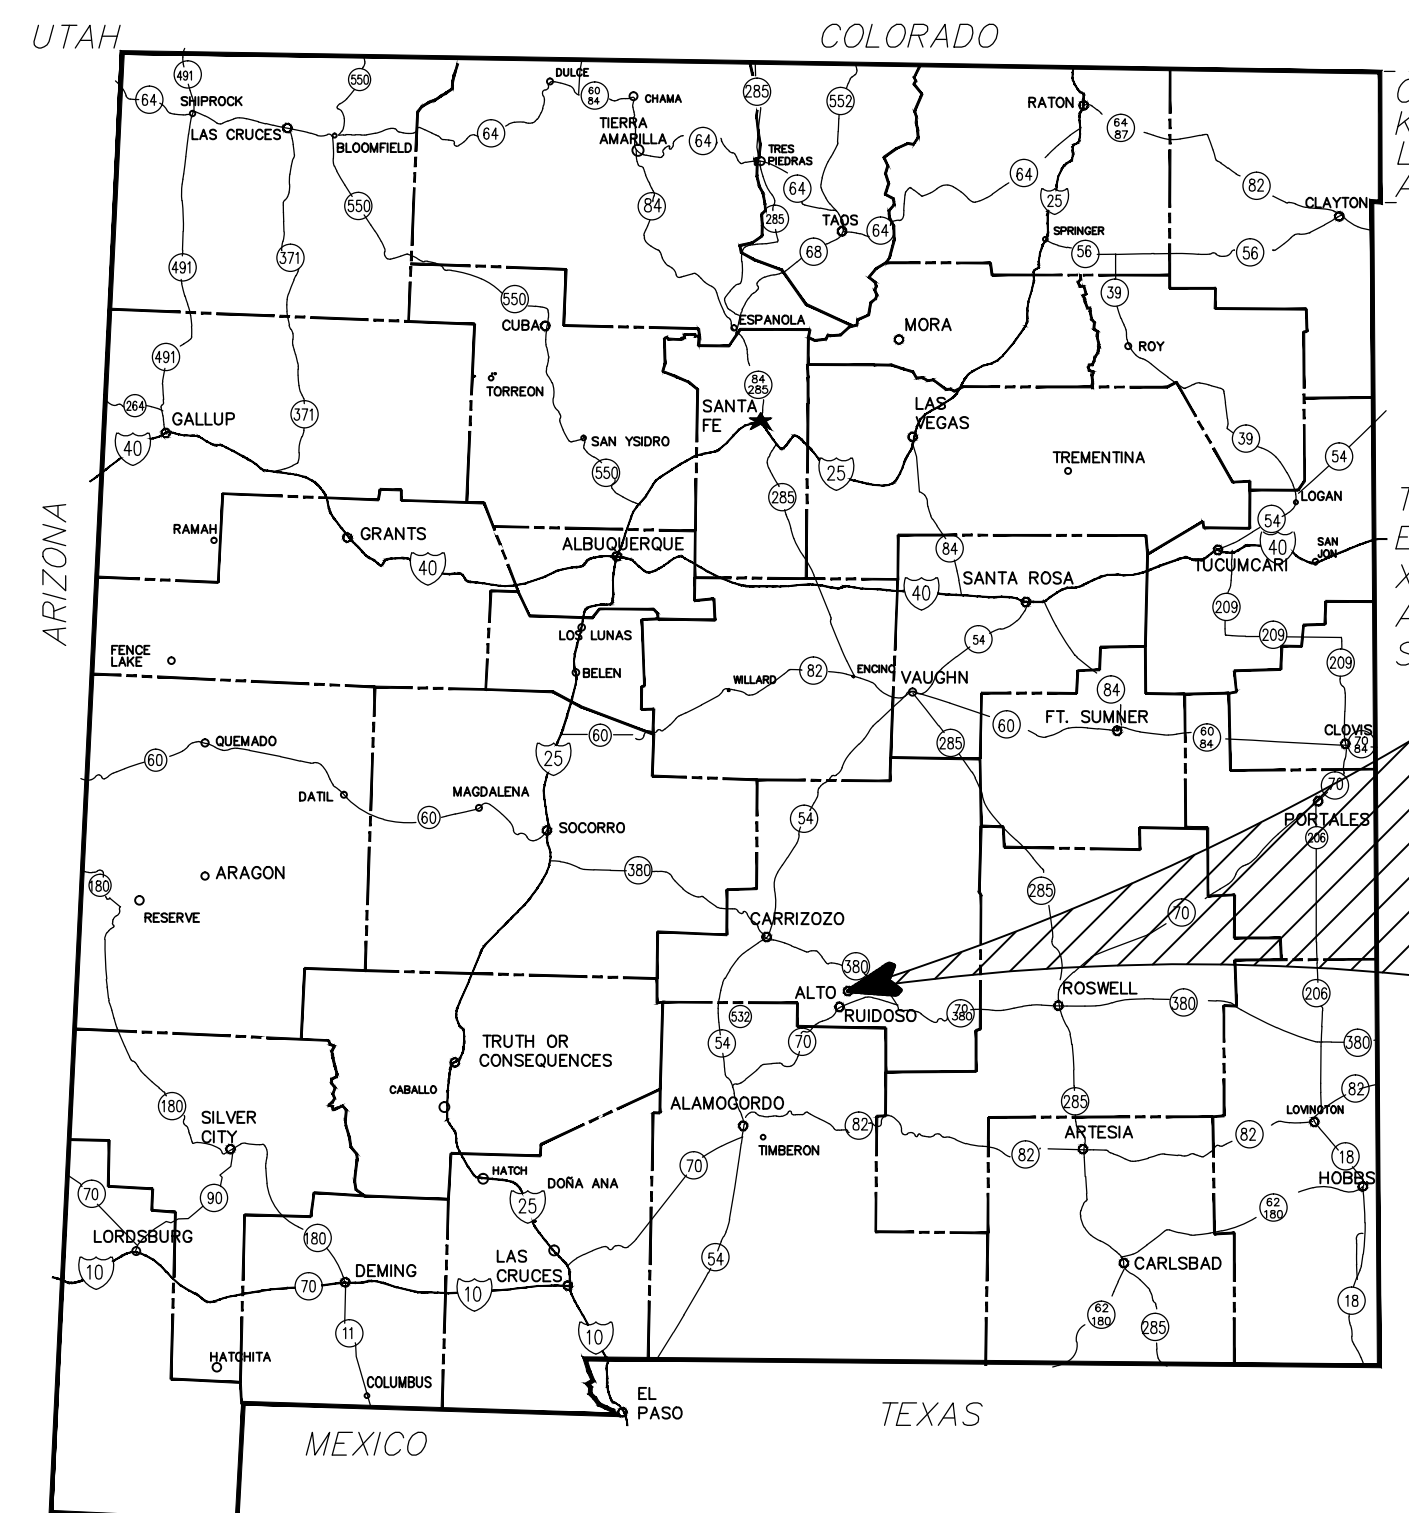 UTAH
COLORADO
O
K
L
A
491
550
DULCE
60
84
CHAMA
285
552
RATON
64
87
64
SHIPROCK
LAS CRUCES
BLOOMFIELD
64
TIERRA
AMARILLA
64
TRES
PIEDRAS
64
64
82
CLAYTON
550
84
285
TAOS
64
25
SPRINGER
68
56
56
491
371
550
39
CUBA
ESPANOLA
MORA
ROY
491
TORREON
84
285
264
GALLUP
371
SANTA
FE
LAS
VEGAS
40
SAN YSIDRO
550
25
TREMENTINA
39
54
285
LOGAN
T
E
X
A
S
ARIZONA
RAMAH
GRANTS
40
ALBUQUERQUE
84
54
40
SAN
JON
TUCUMCARI
SANTA ROSA
40
209
209
209
LOS LUNAS
54
FENCE
LAKE
BELEN
WILLARD
82
ENCINO
VAUGHN
84
60
FT. SUMNER
60
84
CLOVIS
70
84
QUEMADO
60
60
25
285
DATIL
MAGDALENA
60
SOCORRO
54
70
PORTALES
206
ARAGON
180
RESERVE
380
285
70
CARRIZOZO
380
ALTO
RUIDOSO
70
380
ROSWELL
380
206
532
54
70
380
TRUTH OR
CONSEQUENCES
CABALLO
180
SILVER
CITY
ALAMOGORDO
82
TIMBERON
285
ARTESIA
82
82
82
LOVINGTON
18
HOBBS
70
90
HATCH
25
DOÑA ANA
70
62
180
LORDSBURG
10
180
DEMING
70
10
LAS
CRUCES
54
CARLSBAD
11
10
62
180
285
18
HATCHITA
COLUMBUS
EL
PASO
TEXAS
MEXICO